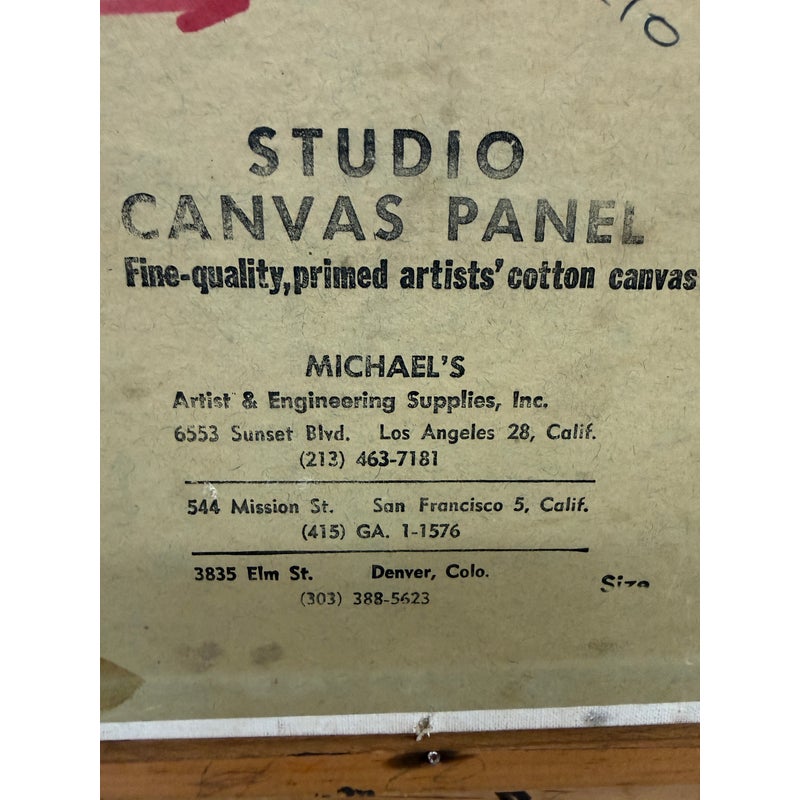 STUDIO
CANVAS PANEL
Fine-quality, primed artists' cotton canvas
MICHAEL'S
Artist & Engineering Supplies, Inc.
6553 Sunset Blvd. Los Angeles 28, Calif.
(213) 463-7181
544 Mission St. San Francisco 5, Calif.
(415) GA. 1-1576
3835 Elm St. Denver, Colo.
(303) 388-5623
Size